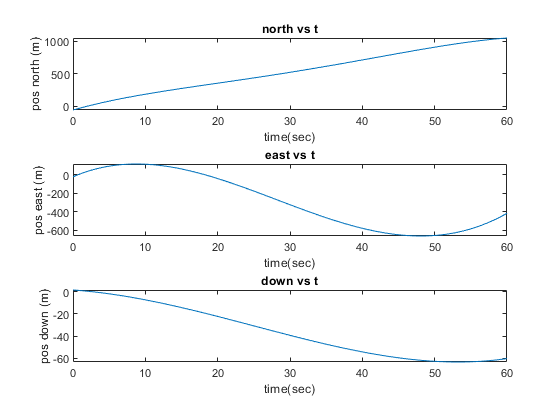 north vs t
1000
500
0
pos north (m)
0 10 20 30 40 50 60
time(sec)
east vs t
0
-200
-400
-600
pos east (m)
0 10 20 30 40 50 60
time(sec)
down vs t
0
-20
-40
-60
pos down (m)
0 10 20 30 40 50 60
time(sec)